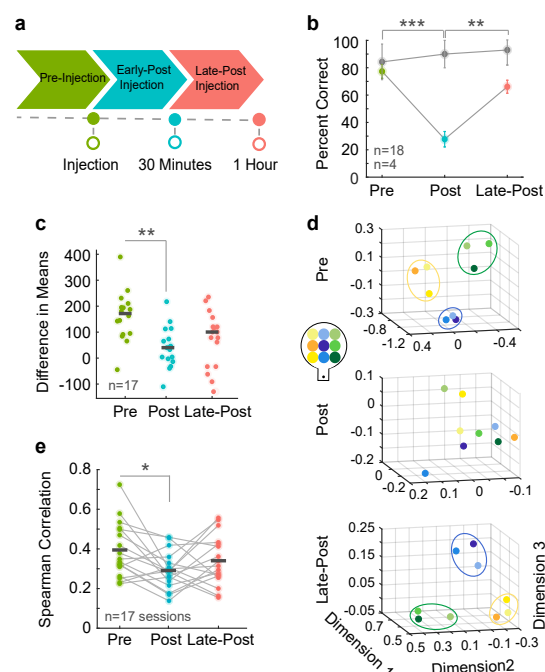 a
Pre-Injection
Early-Post
Injection
Late-Post
Injection
Injection
30 Minutes
1 Hour
b
***
**
Percent Correct
100
80
60
40
20
0
n=18
n=4
Pre
Post
Late-Post
c
**
Difference in Means
400
300
200
100
0
-100
n=17
Pre
Post
Late-Post
d
Pre
0.3
0.1
-0.1
-0.3
-0.8
-1.2
0.4
0
-0.4
Post
0.1
0
-0.1
-0.2
0
0.2
0.1
0
-0.1
Late-Post
0.25
0.15
0.05
-0.05
0.7
0.5
0.5
0.3
0.1
-0.1
-0.3
Dimension2
Dimension 3
e
*
Spearman Correlation
0.8
0.6
0.4
0.2
0
n=17 sessions
Pre
Post
Late-Post